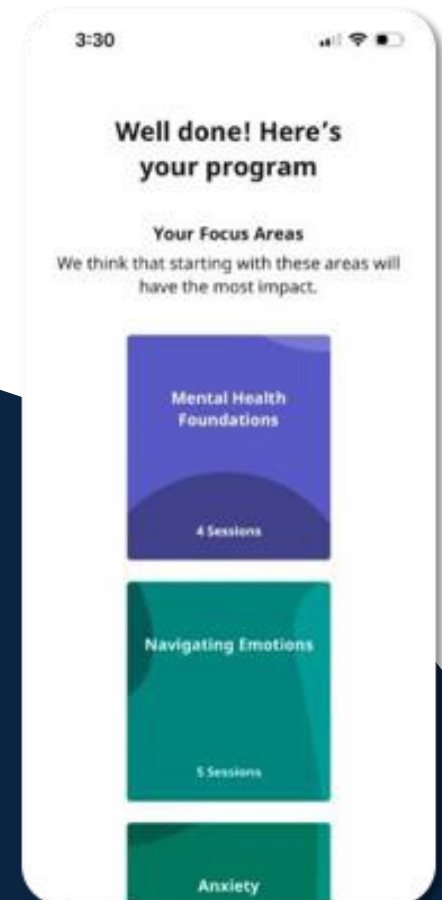 3:30
Well done! Here's
your program
Your Focus Areas
We think that starting with these areas will
have the most impact.
Mental Health
Foundations
4 Sessions
Navigating Emotions
5 Sessions
Anxiety